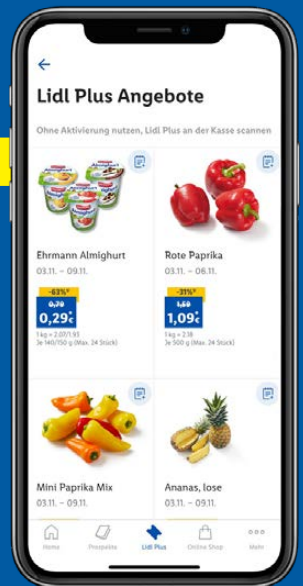 Lidl Plus Angebote
Ohne Aktivierung nutzen, Lidl Plus an der Kasse scannen
Ehrmann Almighurt
03.11. – 09.11.
-63%*
0,79
0,29€
1 kg = 2.07/1.93
Je 140/150 g (Max. 24 Stück)
Rote Paprika
03.11. – 06.11.
-31%*
1,59
1,09€
1 kg = 2.18
Je 500 g (Max. 24 Stück)
Mini Paprika Mix
03.11. – 09.11.
Ananas, lose
03.11. – 09.11.
Home
Prospekte
Lidl Plus
Online Shop
Mehr